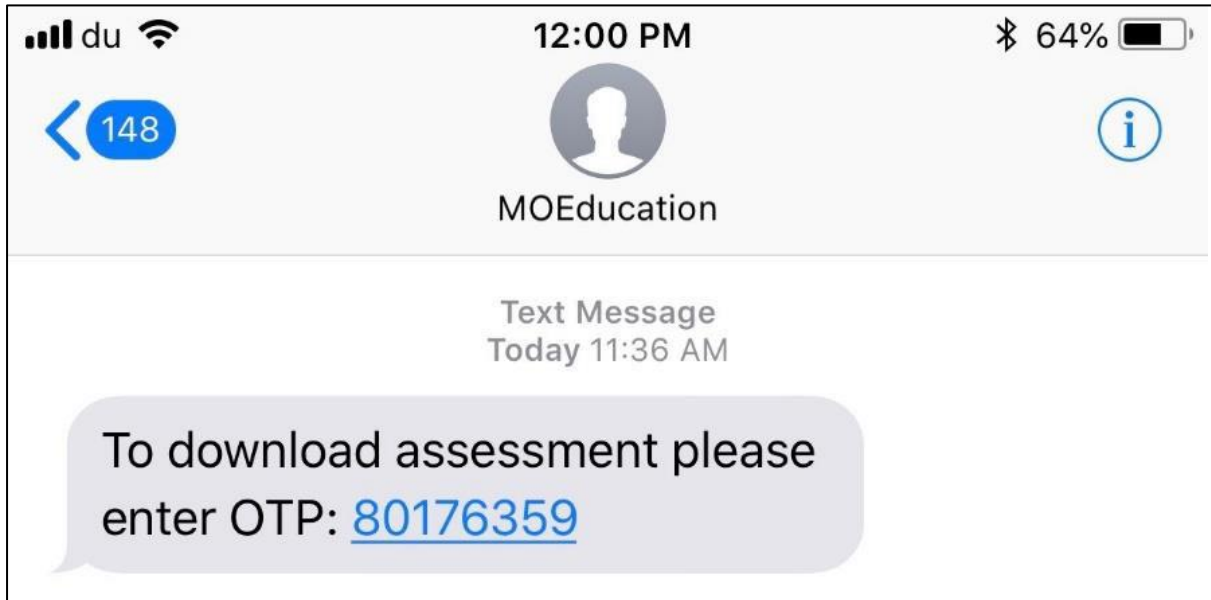 du 12:00 PM 64%
148
MOEducation
Text Message
Today 11:36 AM
To download assessment please
enter OTP: 80176359